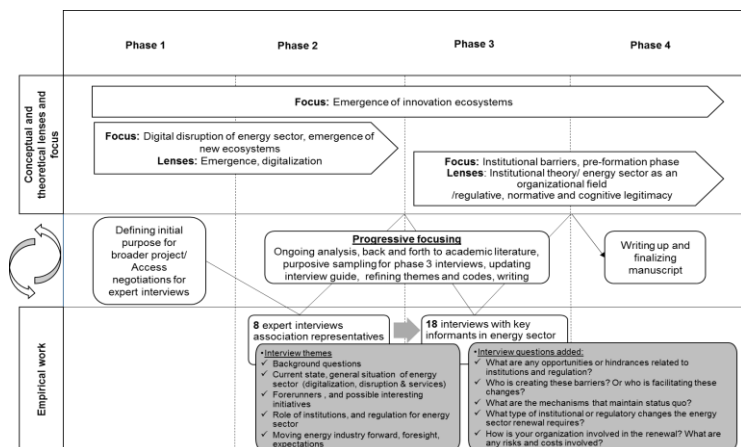 Phase 1
Phase 2
Phase 3
Phase 4
Conceptual and
theoretical lenses and
focus
Focus: Emergence of innovation ecosystems
Focus: Digital disruption of energy sector, emergence of
new ecosystems
Lenses: Emergence, digitalization
Focus: Institutional barriers, pre-formation phase
Lenses: Institutional theory/ energy sector as an
organizational field
/regulative, normative and cognitive legitimacy
Defining initial
purpose for
broader project/
Access
negotiations for
expert interviews
Progressive focusing
Ongoing analysis, back and forth to academic literature,
purposive sampling for phase 3 interviews, updating
interview guide, refining themes and codes, writing
Writing up and
finalizing
manuscript
Empirical work
8 expert interviews
association representatives
18 interviews with key
informants in energy sector
•Interview themes
✓ Background questions
✓ Current state, general situation of energy
sector (digitalization, disruption & services)
✓ Forerunners , and possible interesting
initiatives
✓ Role of institutions, and regulation for energy
sector
✓ Moving energy industry forward, foresight,
expectations
•Interview questions added:
✓ What are any opportunities or hindrances related to
institutions and regulation?
✓ Who is creating these barriers? Or who is facilitating these
changes?
✓ What are the mechanisms that maintain status quo?
✓ What type of institutional or regulatory changes the energy
sector renewal requires?
✓ How is your organization involved in the renewal? What are
any risks and costs involved?